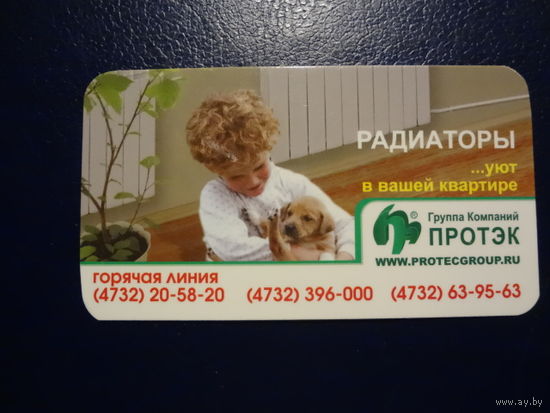 РАДИАТОРЫ
...уют
в вашей квартире
®
Группа Компаний
ПРОТЭК
WWW.PROTECGROUP.RU
горячая линия
(4732) 20-58-20 (4732) 396-000 (4732) 63-95-63
© www.ay.by